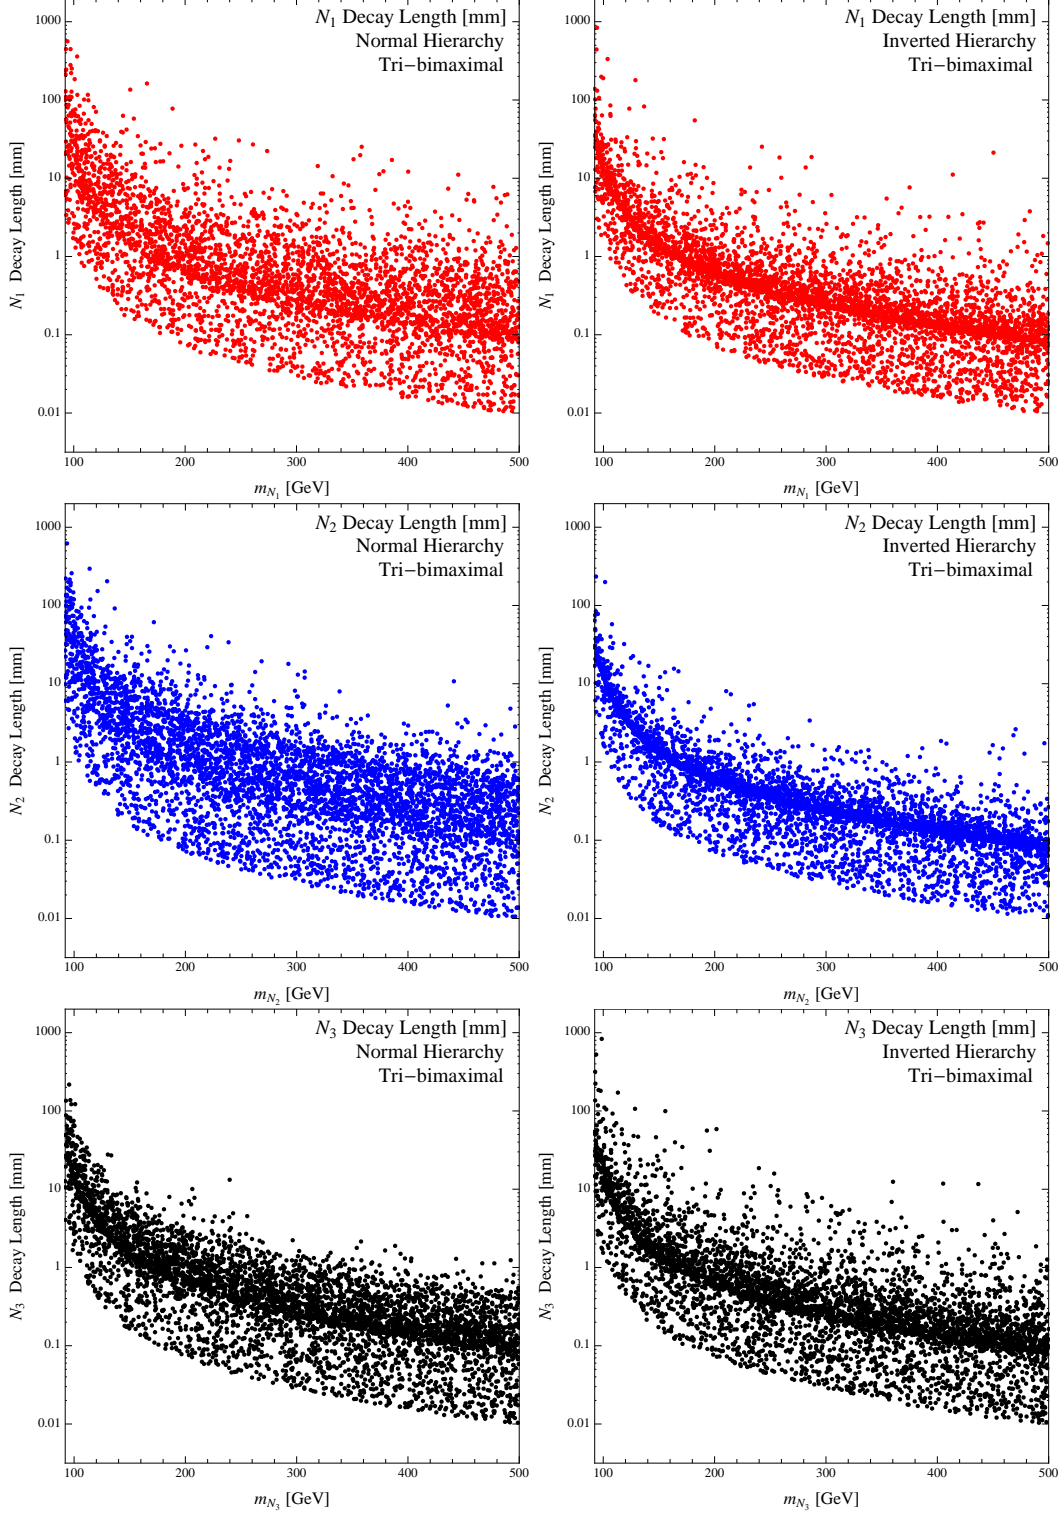 N1 Decay Length [mm]
Normal Hierarchy
Tri−bimaximal
N1 Decay Length [mm]
1000
100
10
1
0.1
0.01
100 200 300 400 500
mN1 [GeV]
N1 Decay Length [mm]
Inverted Hierarchy
Tri−bimaximal
N1 Decay Length [mm]
1000
100
10
1
0.1
0.01
100 200 300 400 500
mN1 [GeV]
N2 Decay Length [mm]
Normal Hierarchy
Tri−bimaximal
N2 Decay Length [mm]
1000
100
10
1
0.1
0.01
100 200 300 400 500
mN2 [GeV]
N2 Decay Length [mm]
Inverted Hierarchy
Tri−bimaximal
N2 Decay Length [mm]
1000
100
10
1
0.1
0.01
100 200 300 400 500
mN2 [GeV]
N3 Decay Length [mm]
Normal Hierarchy
Tri−bimaximal
N3 Decay Length [mm]
1000
100
10
1
0.1
0.01
100 200 300 400 500
mN3 [GeV]
N3 Decay Length [mm]
Inverted Hierarchy
Tri−bimaximal
N3 Decay Length [mm]
1000
100
10
1
0.1
0.01
100 200 300 400 500
mN3 [GeV]